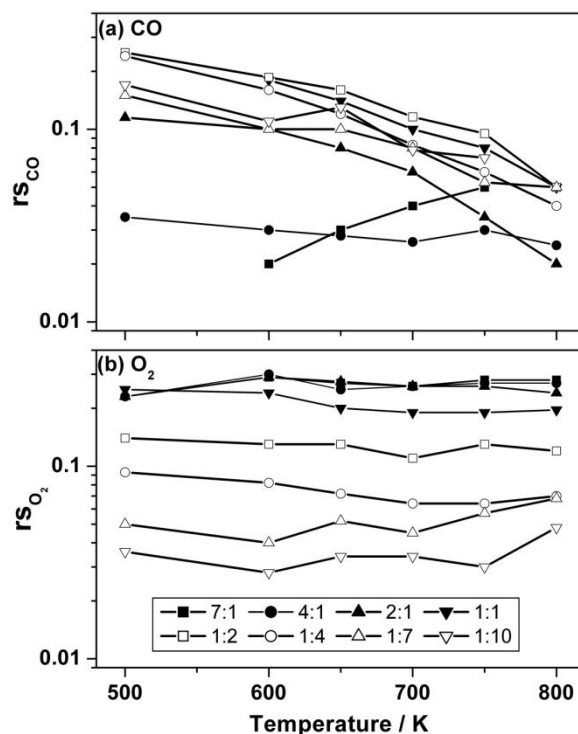 (a) CO
0.1
0.01
rs_CO
(b) O₂
0.1
0.01
rs_O₂
7:1 4:1 2:1 1:1
1:2 1:4 1:7 1:10
500 600 700 800
Temperature / K